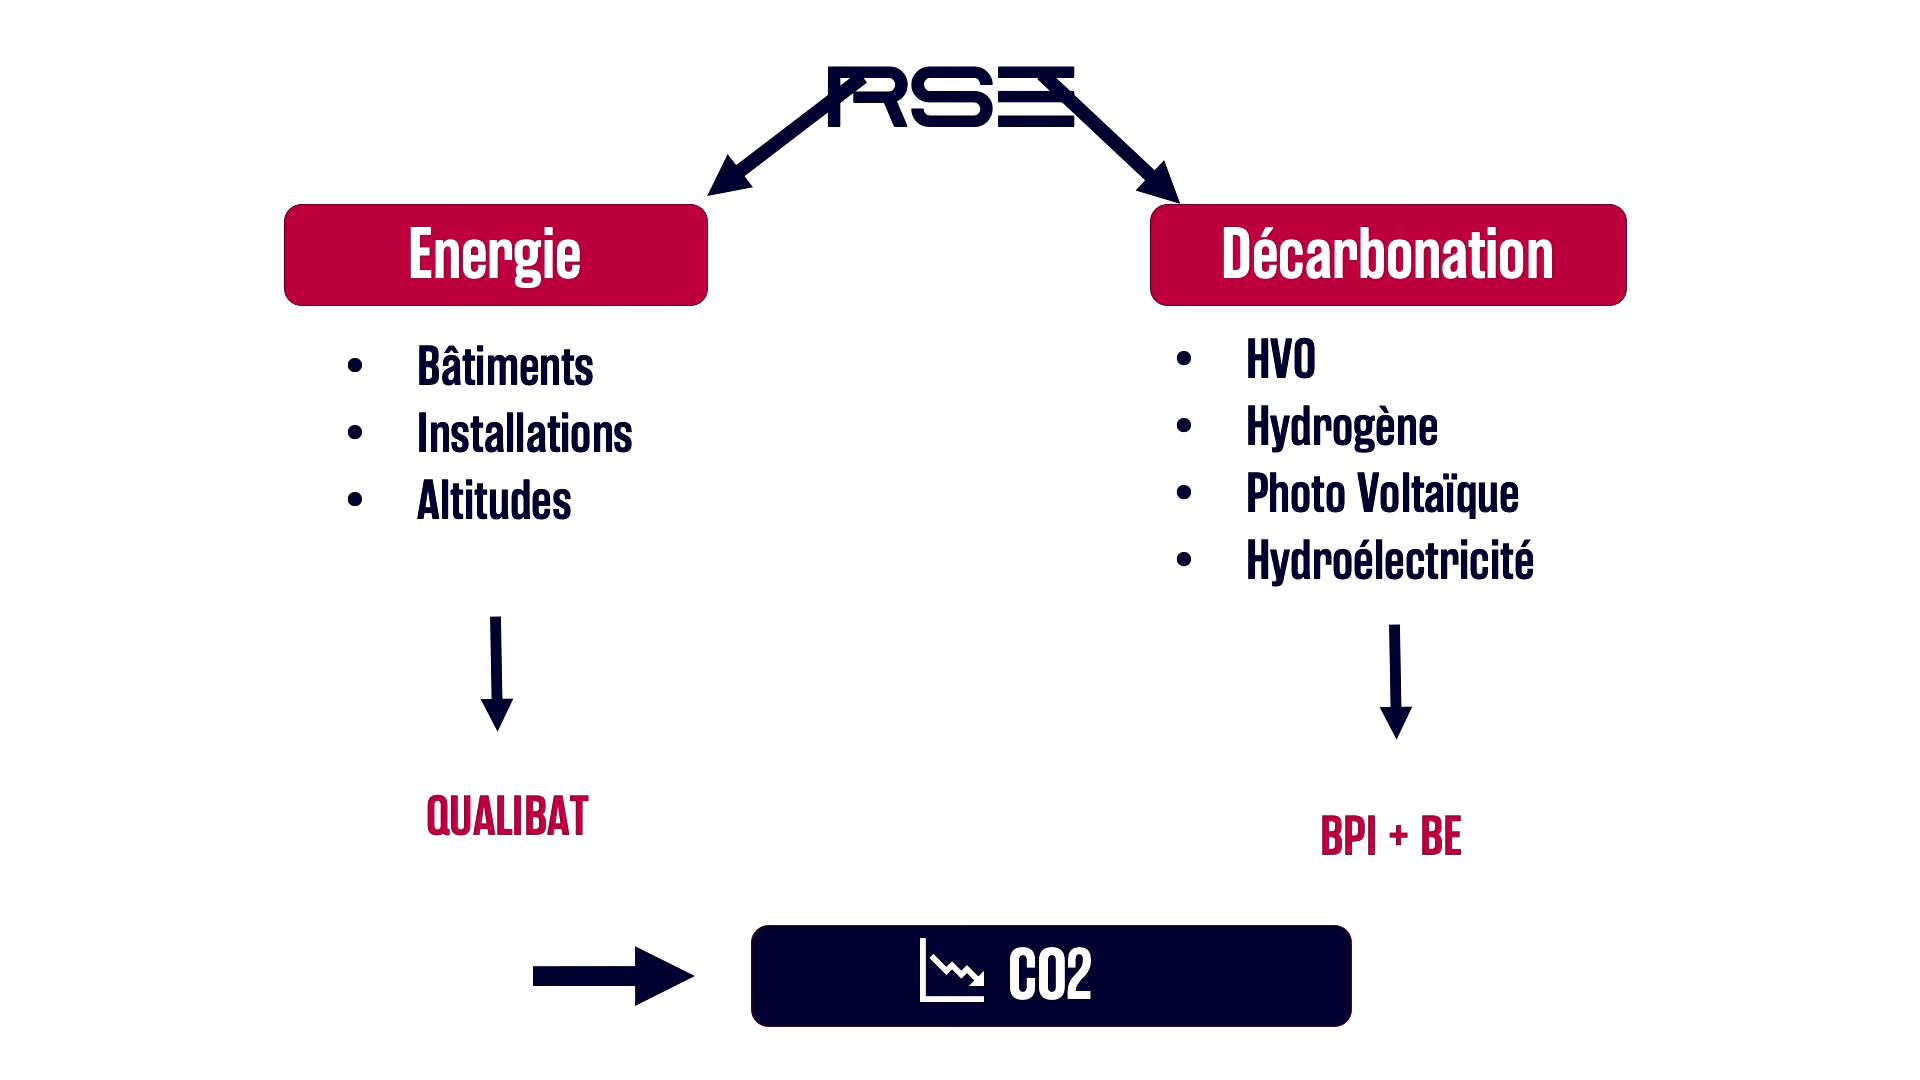 RSE
Energie
• Bâtiments
• Installations
• Altitudes
QUALIBAT
Décarbonation
• HVO
• Hydrogène
• Photo Voltaïque
• Hydroélectricité
BPI + BE
CO2